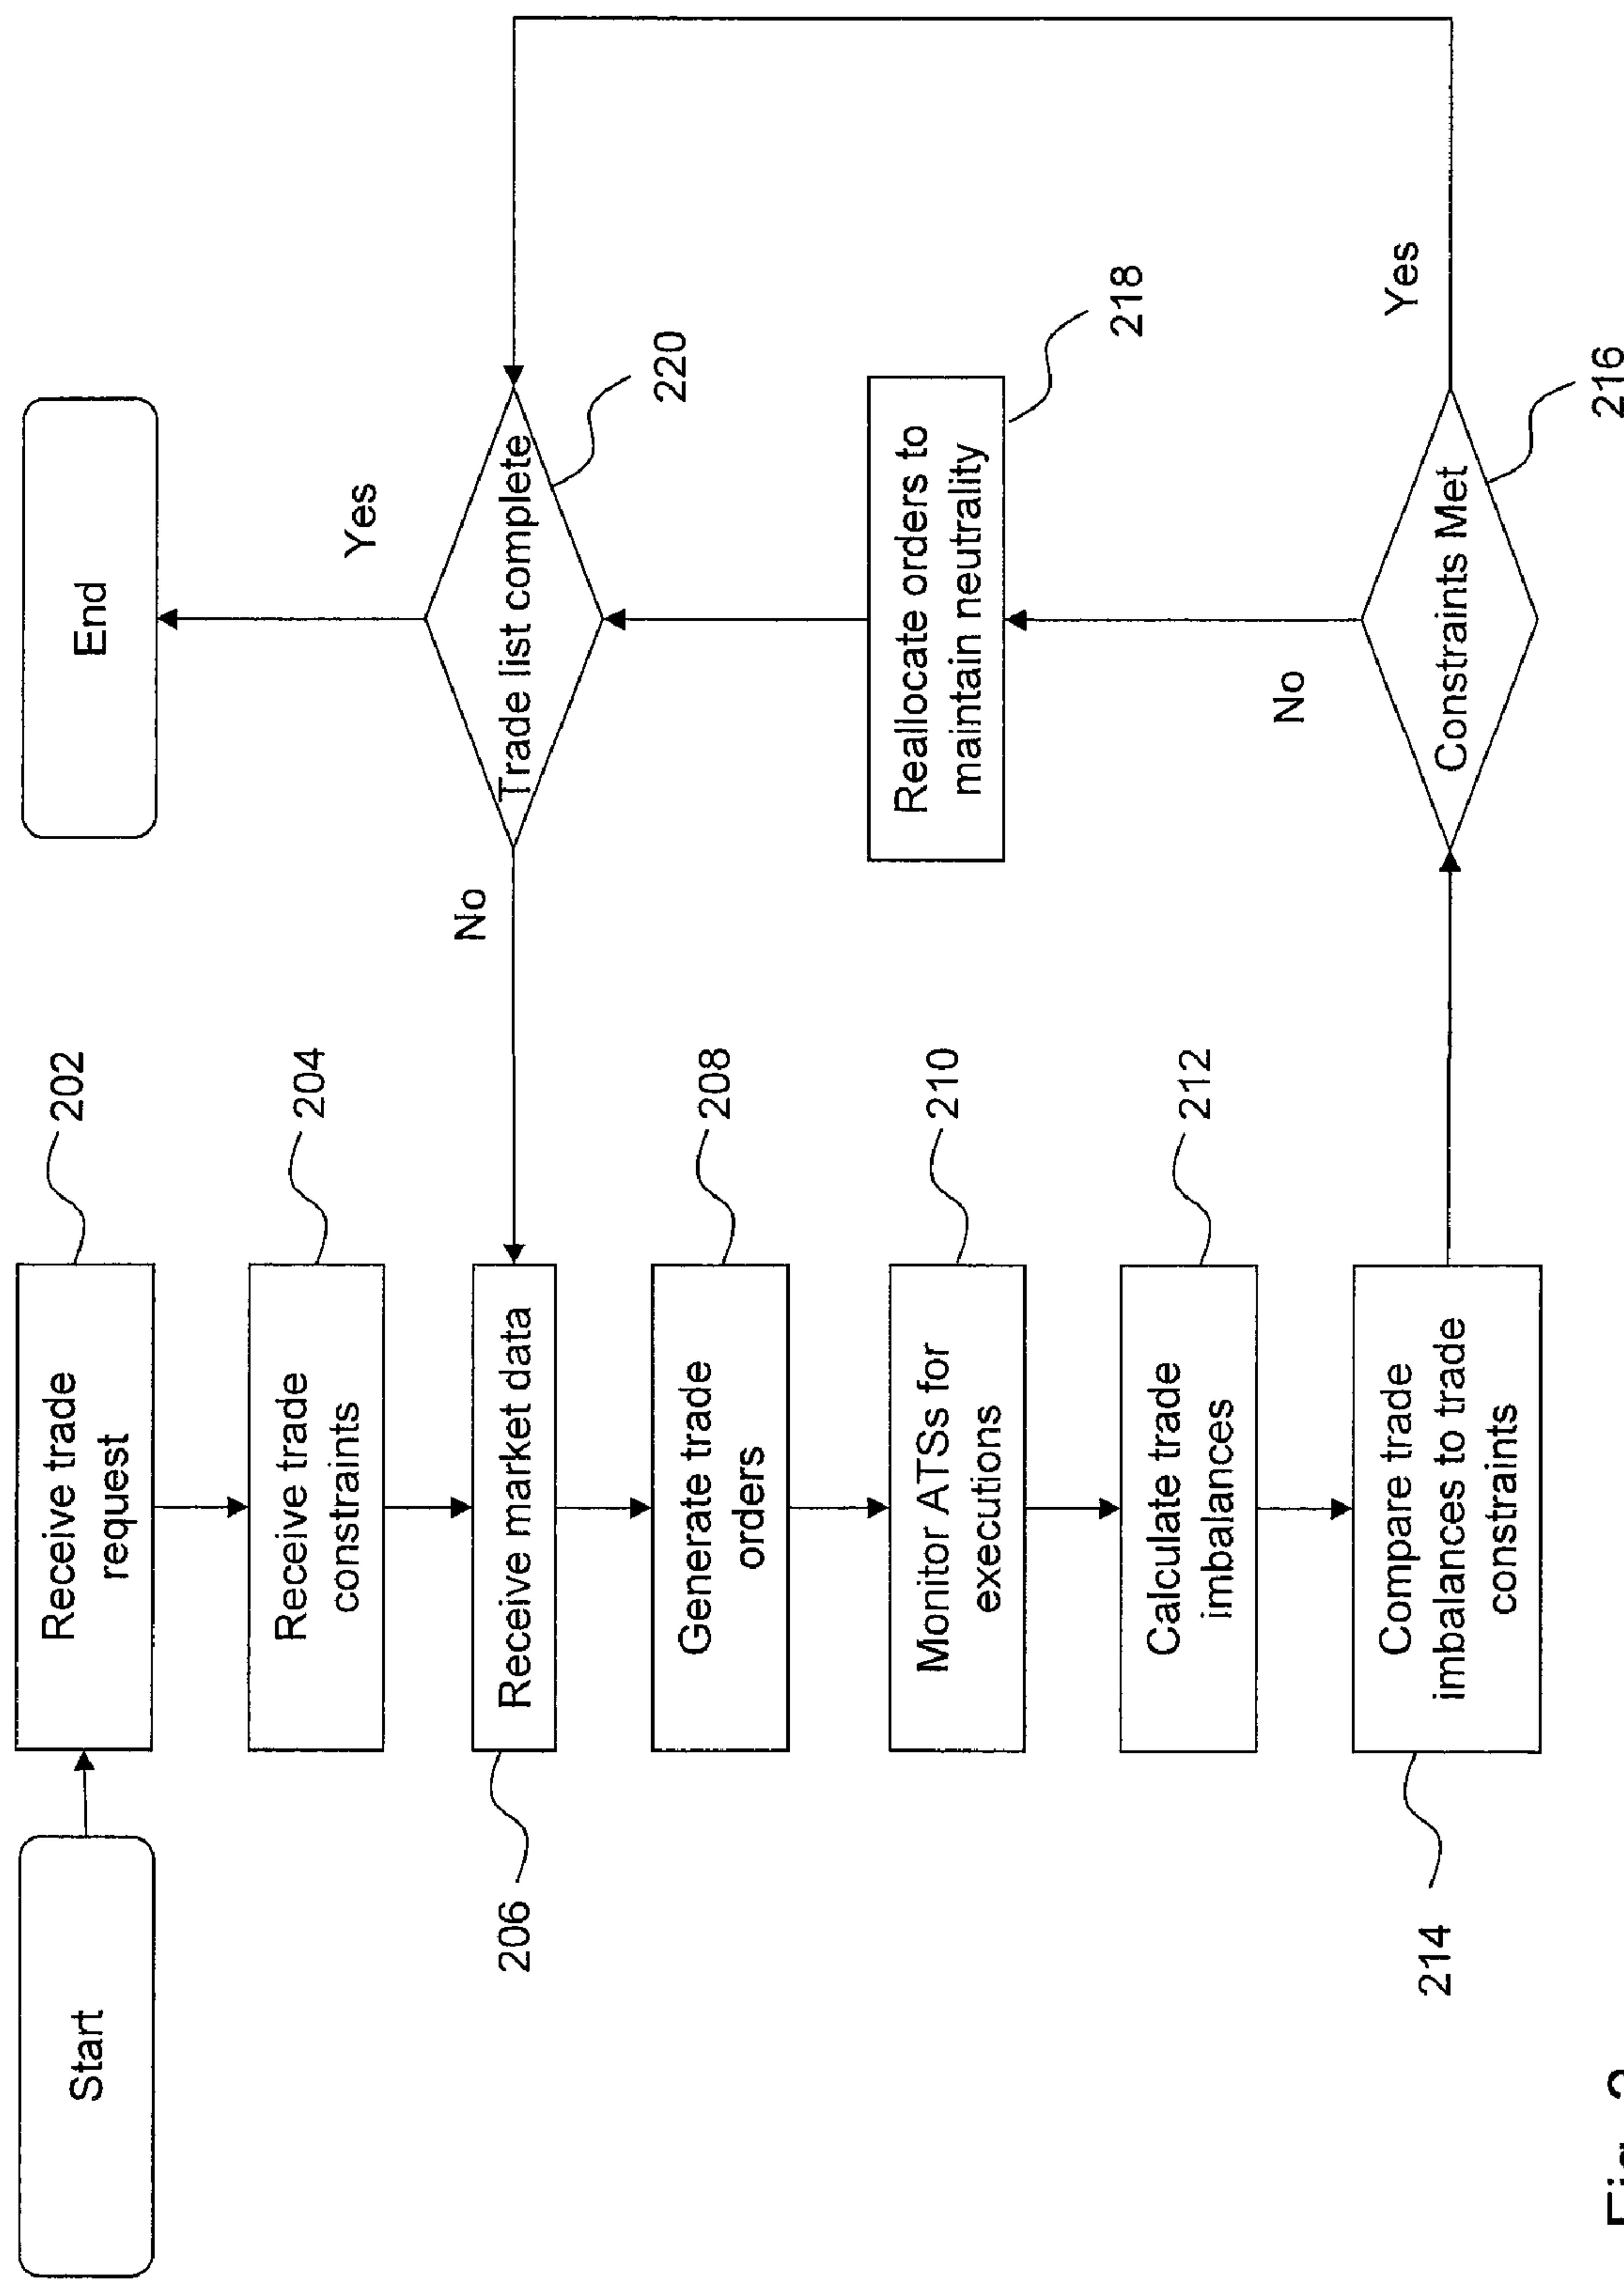 Start
Receive trade
request
202
Receive trade
constraints
204
Receive market data
206
Generate trade
orders
208
Monitor ATSs for
executions
210
Calculate trade
imbalances
212
Compare trade
imbalances to trade
constraints
214
Constraints Met
216
Yes
No
Reallocate orders to
maintain neutrality
218
Trade list complete
220
Yes
No
End
Fig.